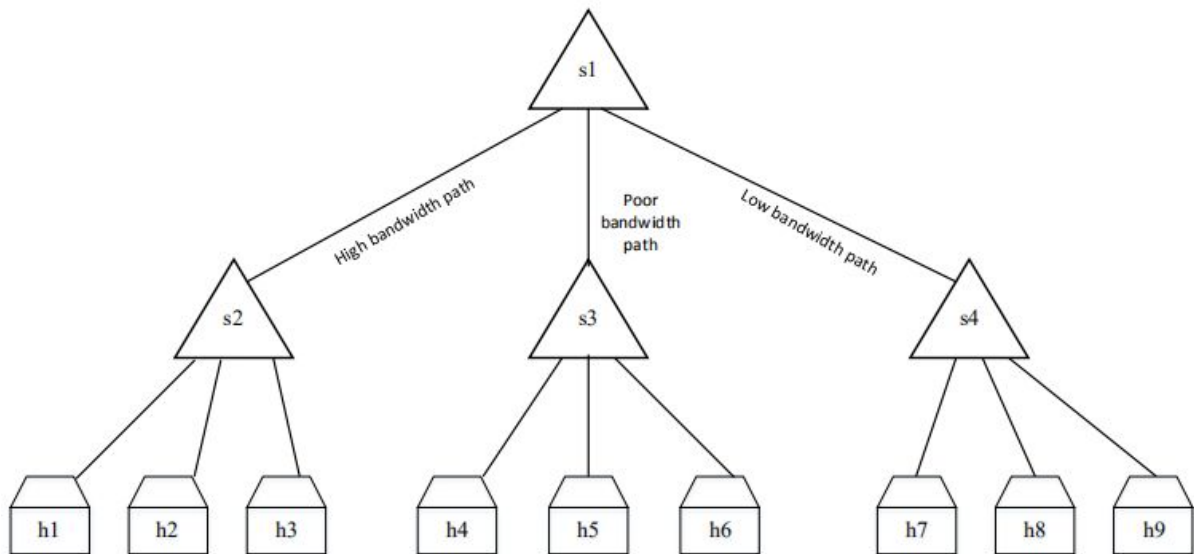 s1
High bandwidth path
Poor
bandwidth
path
Low bandwidth path
s2
s3
s4
h1
h2
h3
h4
h5
h6
h7
h8
h9